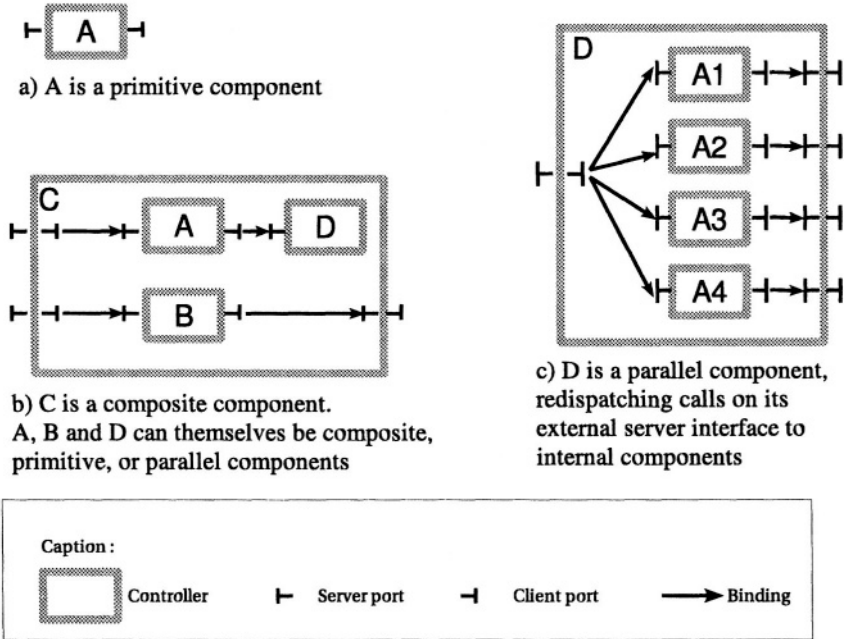 A
a) A is a primitive component
C
A
D
B
b) C is a composite component.
A, B and D can themselves be composite,
primitive, or parallel components
D
A1
A2
A3
A4
c) D is a parallel component,
redispatching calls on its
external server interface to
internal components
Caption :
Controller Server port Client port Binding